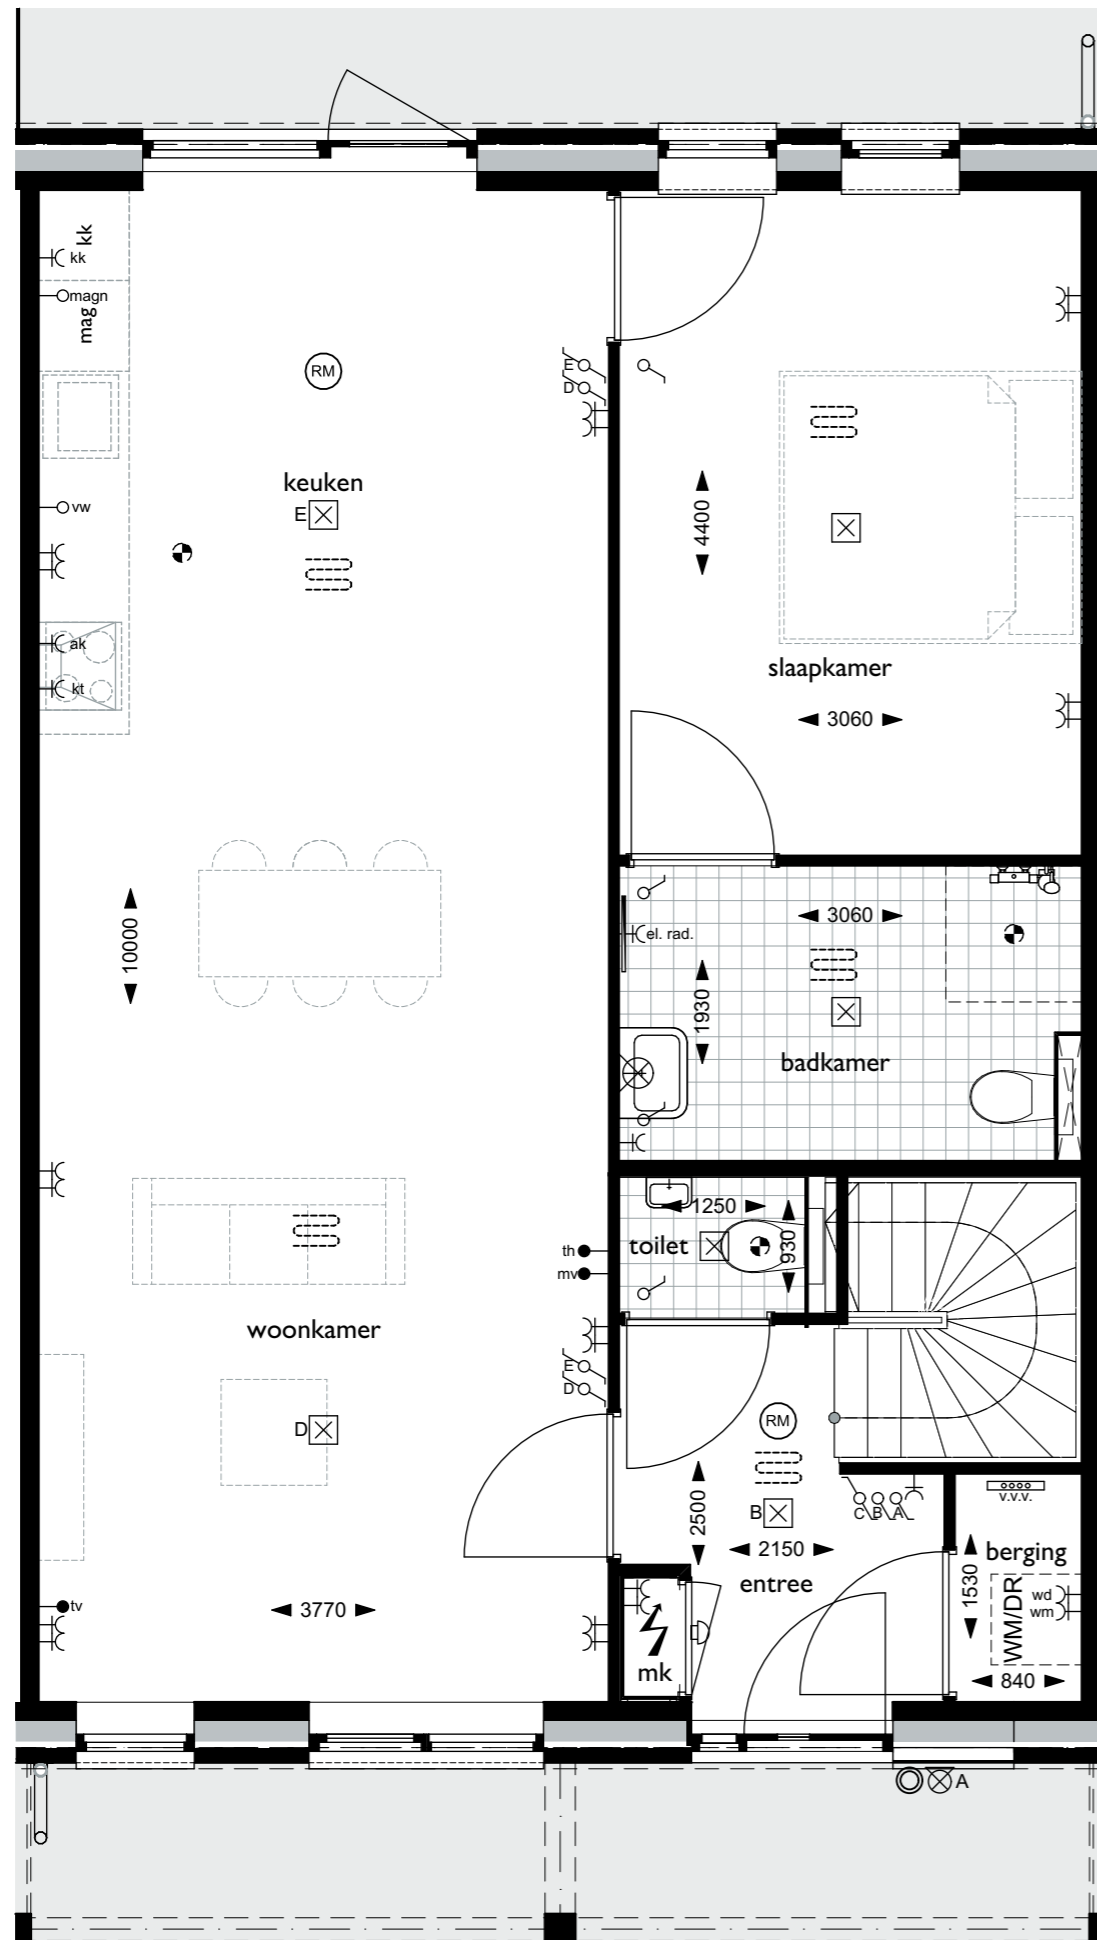 kk
kk
magn
mag
RM
E
D
keuken
E
vw
4400
ak
kt
slaapkamer
3060
10000
3060
el. rad.
1930
badkamer
1250
toilet
930
th
mv
woonkamer
E
D
D
RM
2500
B
C B A
v.v.v.
2150
entree
berging
1530
WM/DR
wd
wm
tv
3770
mk
840
A